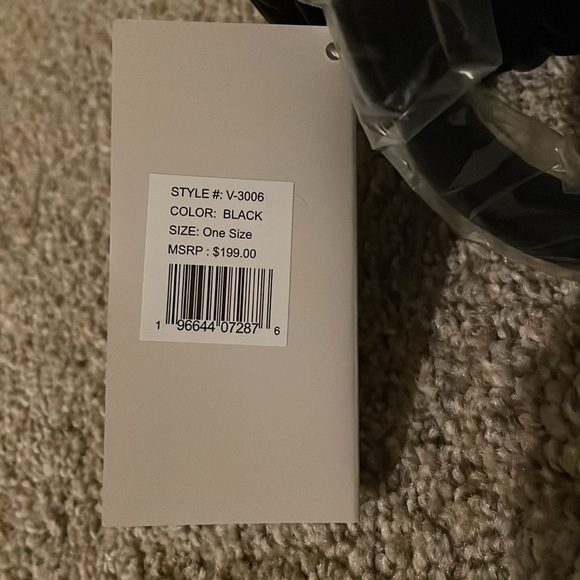 STYLE #: V-3006
COLOR: BLACK
SIZE: One Size
MSRP : $199.00
1 96644 07287 6